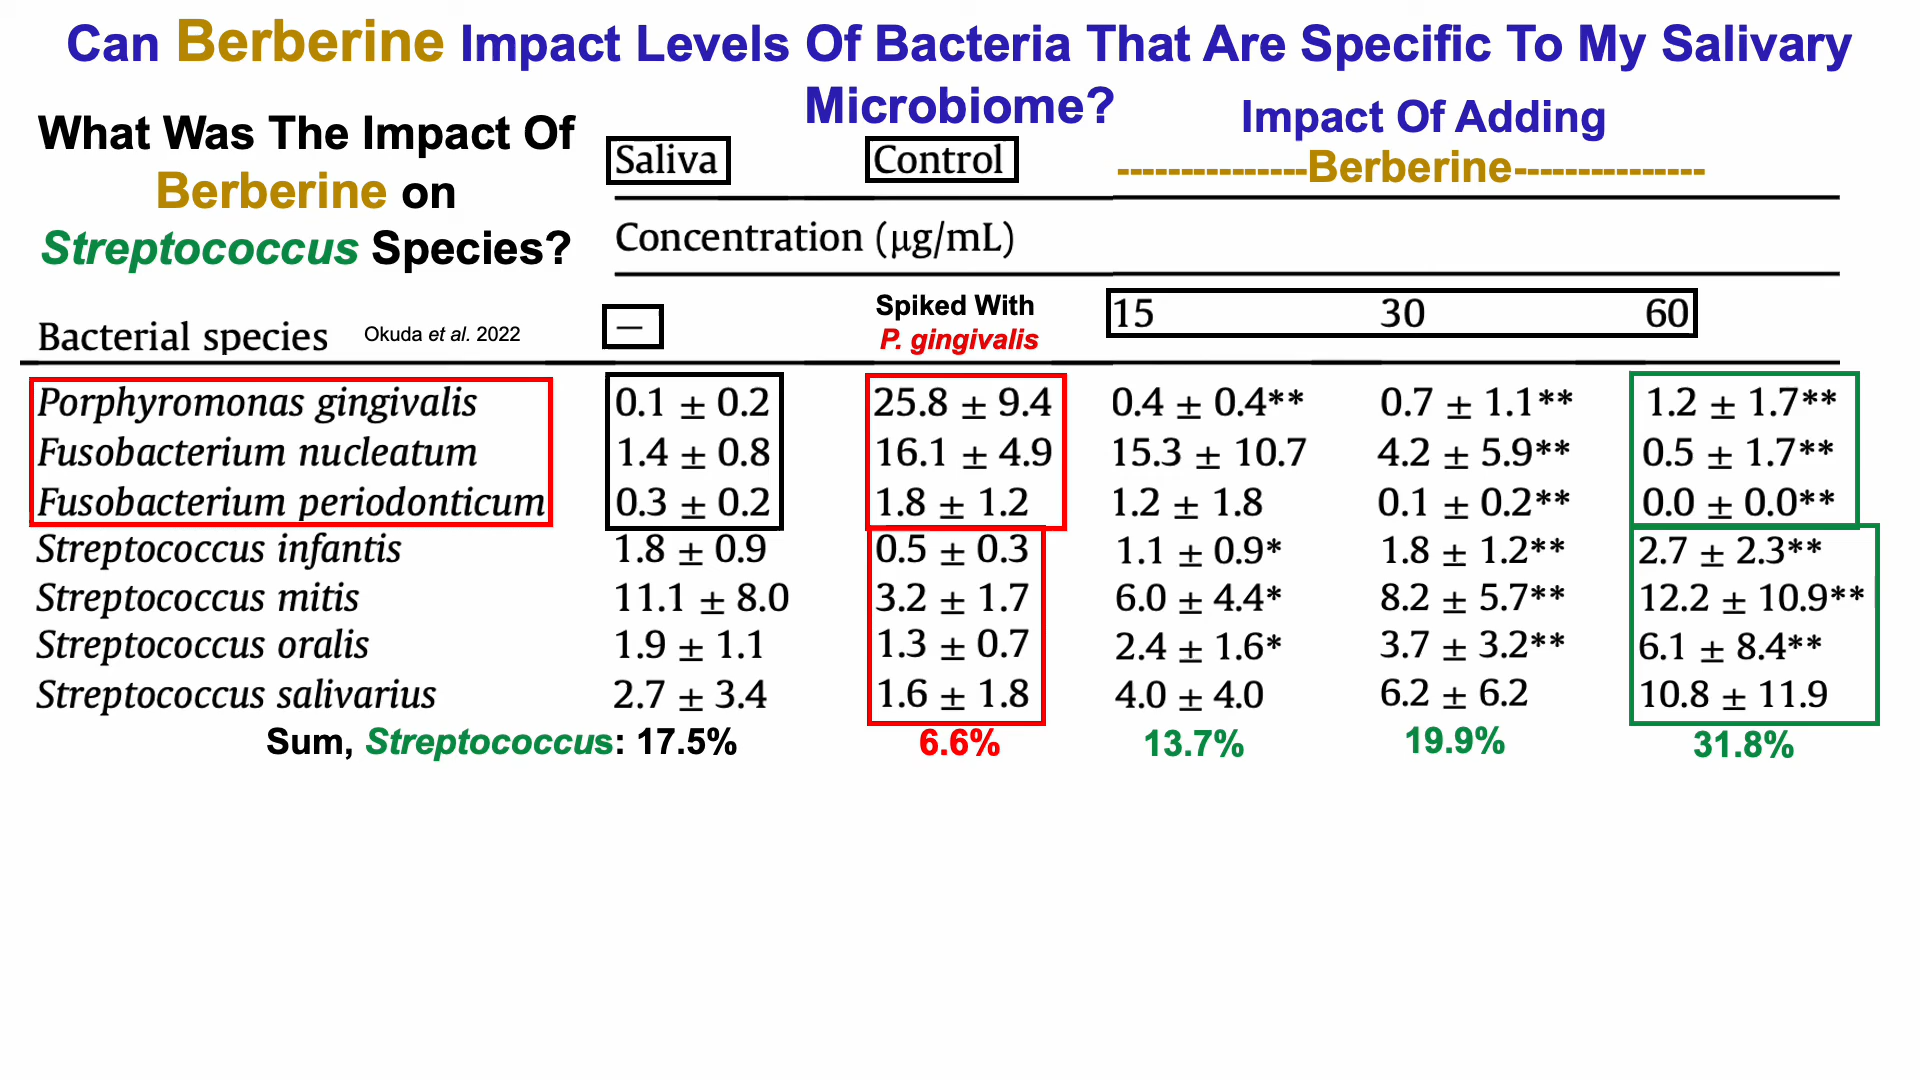 Can Berberine Impact Levels Of Bacteria That Are Specific To My Salivary
Microbiome?
What Was The Impact Of
Berberine on
Streptococcus Species?
Impact Of Adding
---------------Berberine---------------
Saliva Control
Concentration (µg/mL)
Bacterial species Okuda et al. 2022 — Spiked With P. gingivalis 15 30 60
Porphyromonas gingivalis 0.1 ± 0.2 25.8 ± 9.4 0.4 ± 0.4** 0.7 ± 1.1** 1.2 ± 1.7**
Fusobacterium nucleatum 1.4 ± 0.8 16.1 ± 4.9 15.3 ± 10.7 4.2 ± 5.9** 0.5 ± 1.7**
Fusobacterium periodonticum 0.3 ± 0.2 1.8 ± 1.2 1.2 ± 1.8 0.1 ± 0.2** 0.0 ± 0.0**
Streptococcus infantis 1.8 ± 0.9 0.5 ± 0.3 1.1 ± 0.9* 1.8 ± 1.2** 2.7 ± 2.3**
Streptococcus mitis 11.1 ± 8.0 3.2 ± 1.7 6.0 ± 4.4* 8.2 ± 5.7** 12.2 ± 10.9**
Streptococcus oralis 1.9 ± 1.1 1.3 ± 0.7 2.4 ± 1.6* 3.7 ± 3.2** 6.1 ± 8.4**
Streptococcus salivarius 2.7 ± 3.4 1.6 ± 1.8 4.0 ± 4.0 6.2 ± 6.2 10.8 ± 11.9
Sum, Streptococcus: 17.5% 6.6% 13.7% 19.9% 31.8%